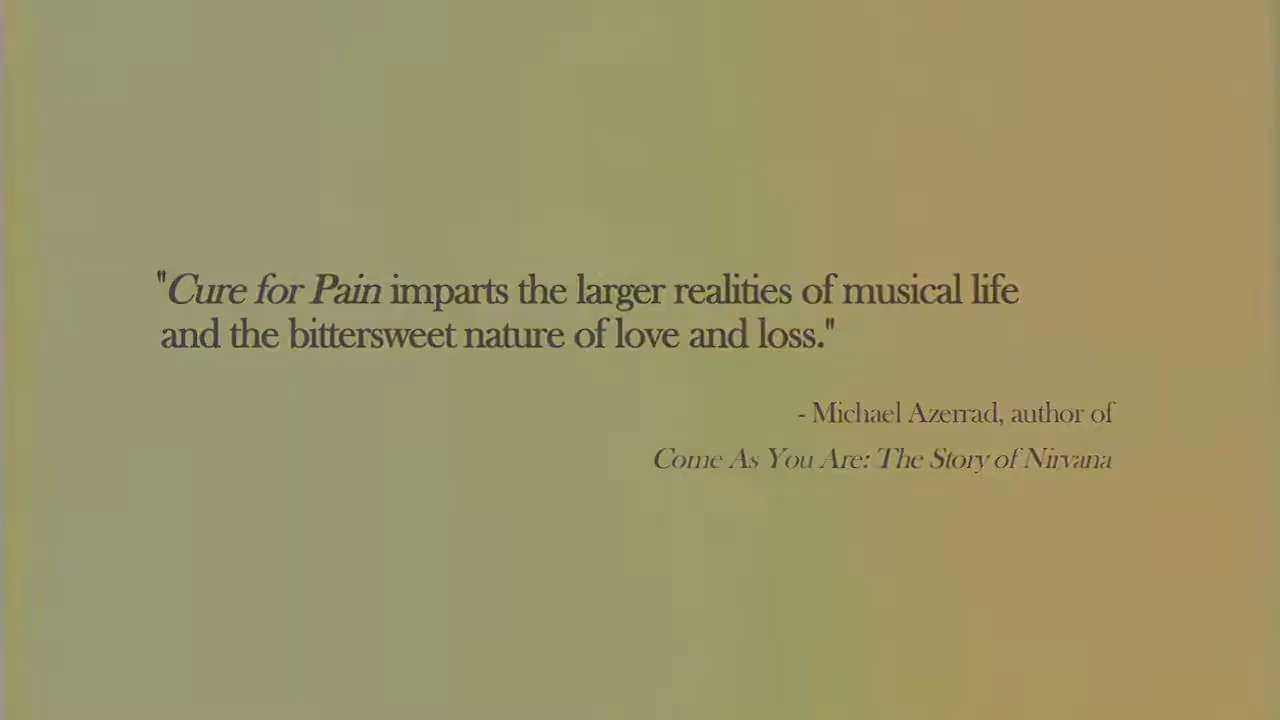 "Cure for Pain imparts the larger realities of musical life
and the bittersweet nature of love and loss."
- Michael Azerrad, author of
Come As You Are: The Story of Nirvana